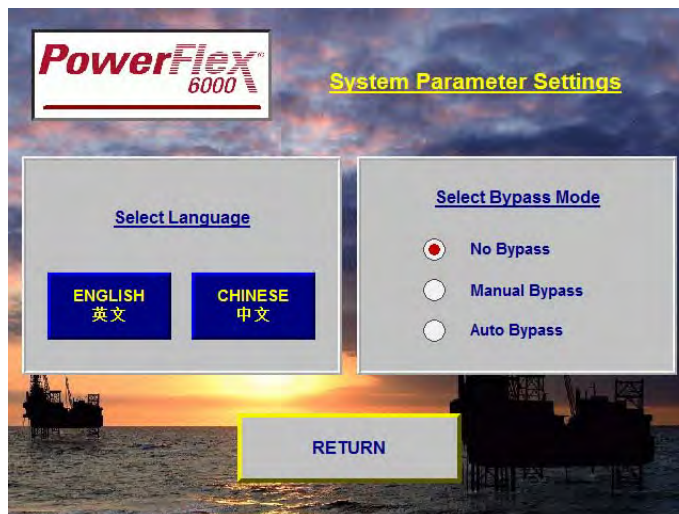 PowerFlex
6000
System Parameter Settings
Select Language
ENGLISH
英文
CHINESE
中文
Select Bypass Mode
No Bypass
Manual Bypass
Auto Bypass
RETURN